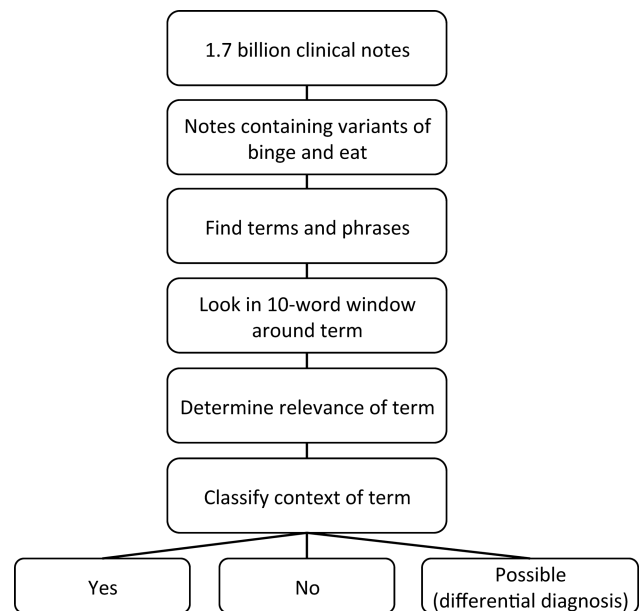 1.7 billion clinical notes
Notes containing variants of
binge and eat
Find terms and phrases
Look in 10-word window
around term
Determine relevance of term
Classify context of term
Yes
No
Possible
(differential diagnosis)